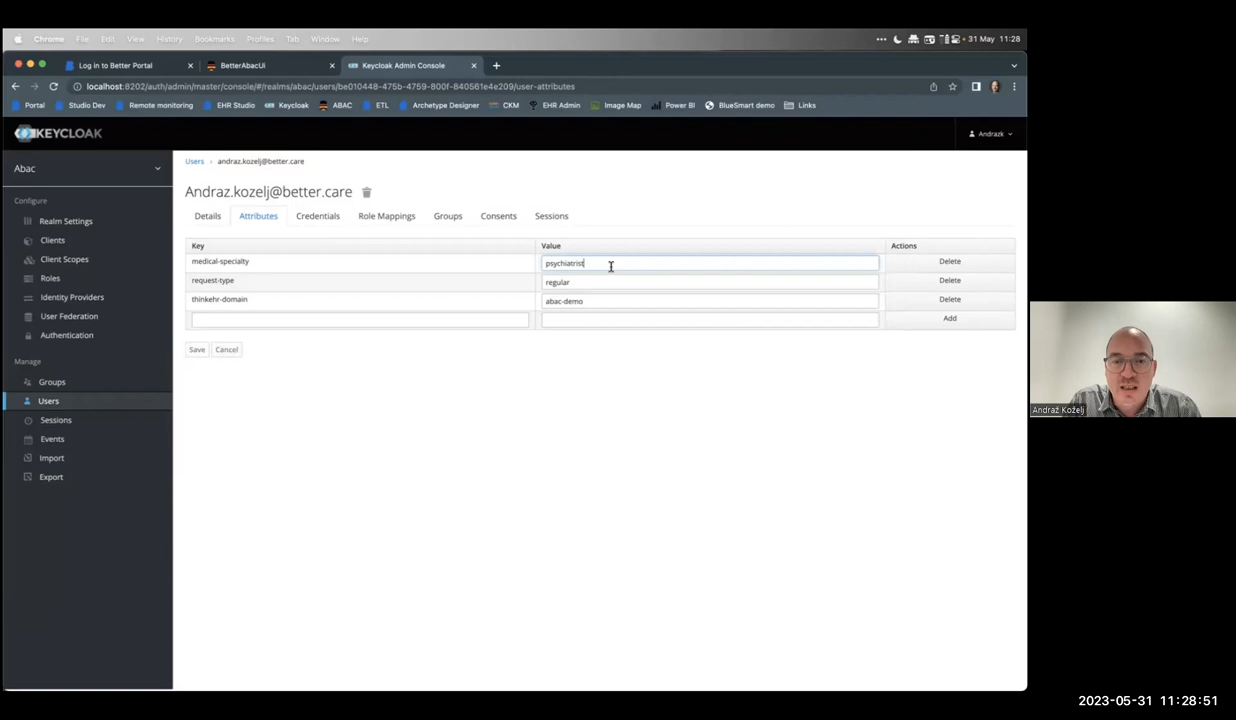 Chrome File Edit View History Bookmarks Profiles Tab Window Help
31 May 11:28
Log in to Better Portal
BetterAbacUi
Keycloak Admin Console
localhost:8202/auth/admin/master/console/#/realms/abac/users/be010448-475b-4759-800f-840561e4e209/user-attributes
Portal Studio Dev Remote monitoring EHR Studio Keycloak ABAC ETL Archetype Designer CKM EHR Admin Image Map Power BI BlueSmart demo Links
KEYCLOAK
Andrazk
Abac
Configure
Realm Settings
Clients
Client Scopes
Roles
Identity Providers
User Federation
Authentication
Manage
Groups
Users
Sessions
Events
Import
Export
Users > andraz.kozelj@better.care
Andraz.kozelj@better.care
Details Attributes Credentials Role Mappings Groups Consents Sessions
Key Value Actions
medical-specialty psychiatrist Delete
request-type regular Delete
thinkehr-domain abac-demo Delete
Add
Save Cancel
Andraž Koželj
2023-05-31 11:28:51